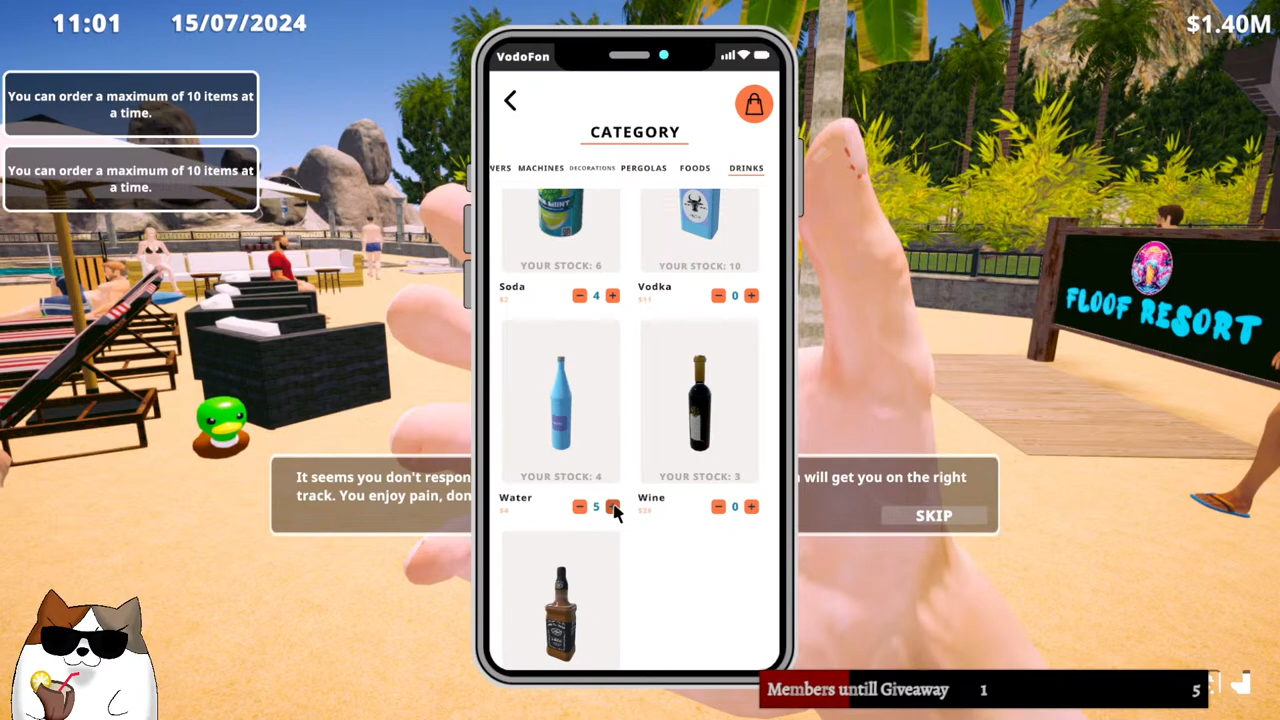 11:01
15/07/2024
$1.40M
You can order a maximum of 10 items at
a time.
You can order a maximum of 10 items at
a time.
VodoFon
CATEGORY
WERS MACHINES DECORATIONS PERGOLAS FOODS DRINKS
YOUR STOCK: 6
YOUR STOCK: 10
Soda
$2
4
Vodka
$11
0
YOUR STOCK: 4
YOUR STOCK: 3
Water
$4
5
Wine
0
FLOOF RESORT
It seems you don't respon
will get you on the right
track. You enjoy pain, don
SKIP
Members untill Giveaway 1 5